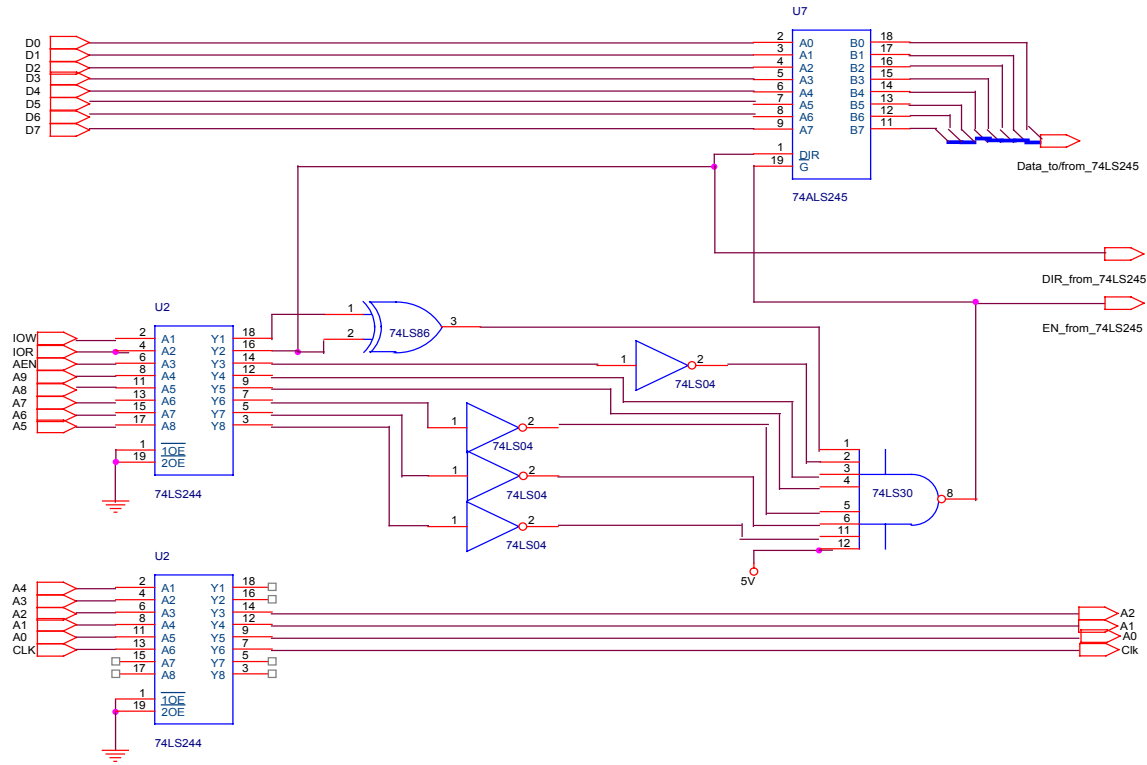 U7
D0 2 A0 B0 18
D1 3 A1 B1 17
D2 4 A2 B2 16
D3 5 A3 B3 15
D4 6 A4 B4 14
D5 7 A5 B5 13
D6 8 A6 B6 12
D7 9 A7 B7 11
1 DIR
19 G
Data_to/from_74LS245
74ALS245
DIR_from_74LS245
EN_from_74LS245
U2
1
2
74LS86
3
IOW 2 A1 Y1 18
IOR 4 A2 Y2 16
AEN 6 A3 Y3 14
A9 8 A4 Y4 12
A8 11 A5 Y5 9
A7 13 A6 Y6 7
A6 15 A7 Y7 5
A5 17 A8 Y8 3
1 1OE
19 2OE
74LS244
1 2
74LS04
1 2
74LS04
1 2
74LS04
1 2
74LS04
1
2
3
4
5
6
11
12
74LS30
8
5V
U2
A4 2 A1 Y1 18
A3 4 A2 Y2 16
A2 6 A3 Y3 14 A2
A1 8 A4 Y4 12 A1
A0 11 A5 Y5 9 A0
CLK 13 A6 Y6 7 Clk
15 A7 Y7 5
17 A8 Y8 3
1 1OE
19 2OE
74LS244